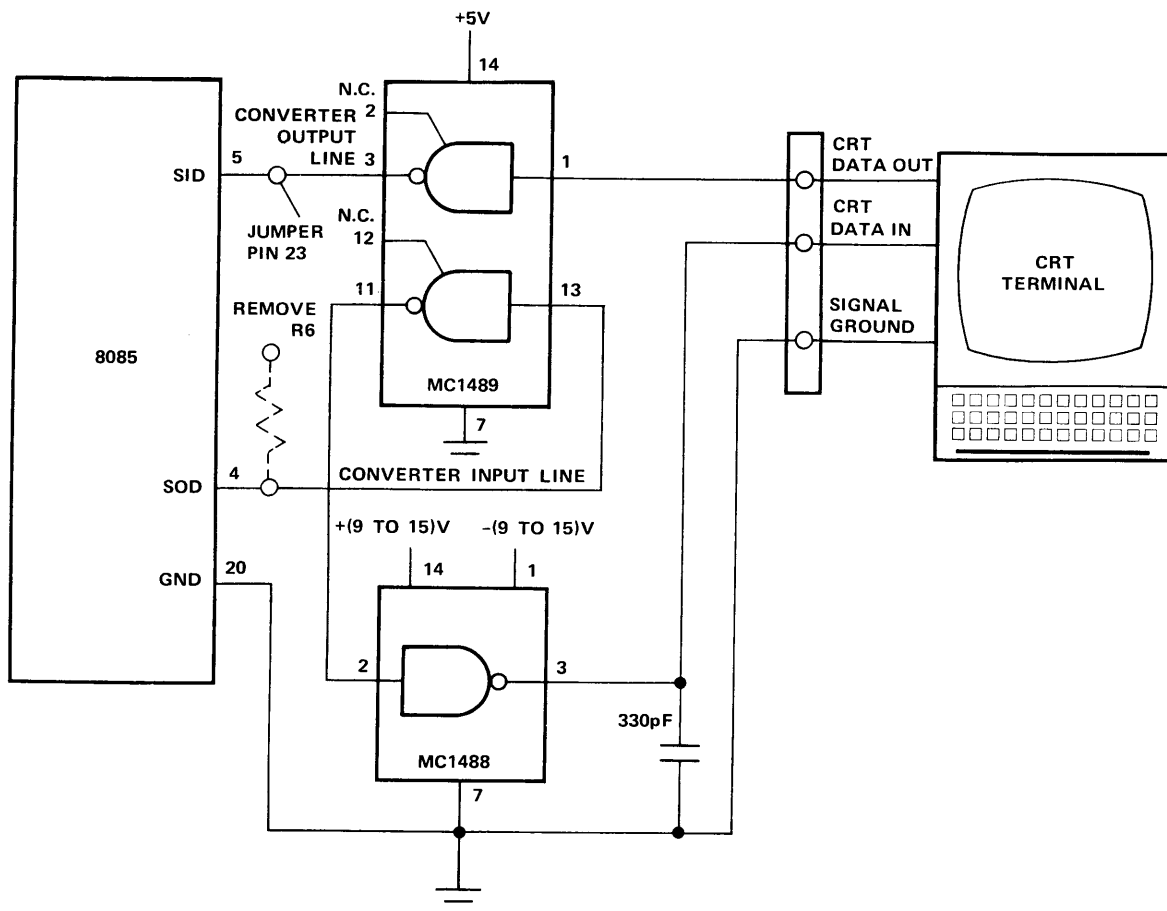 +5V
14
N.C.
2
CONVERTER
OUTPUT
LINE 3
1
CRT
DATA OUT
5
SID
JUMPER
PIN 23
N.C.
12
CRT
DATA IN
CRT
TERMINAL
11
13
REMOVE
R6
SIGNAL
GROUND
8085
MC1489
7
4
SOD
CONVERTER INPUT LINE
+(9 TO 15)V
–(9 TO 15)V
14
1
20
GND
2
3
330pF
MC1488
7